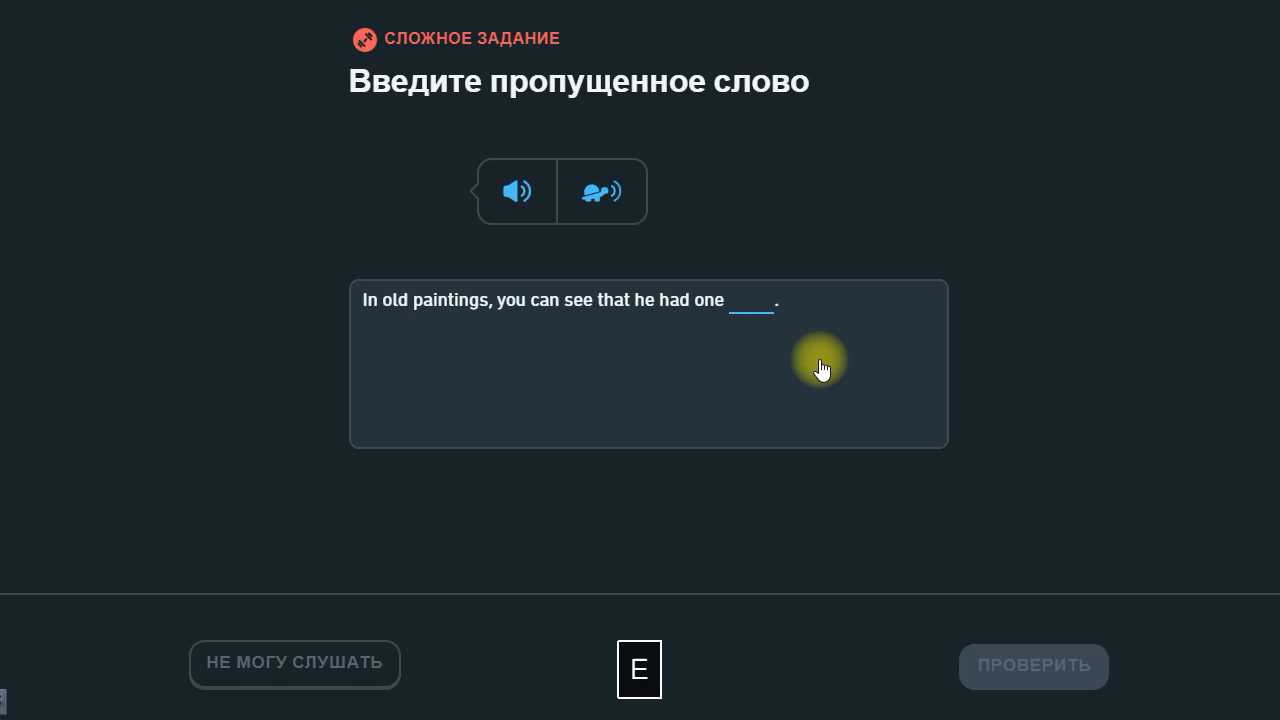 СЛОЖНОЕ ЗАДАНИЕ
Введите пропущенное слово
In old paintings, you can see that he had one _____.
НЕ МОГУ СЛУШАТЬ
E
ПРОВЕРИТЬ